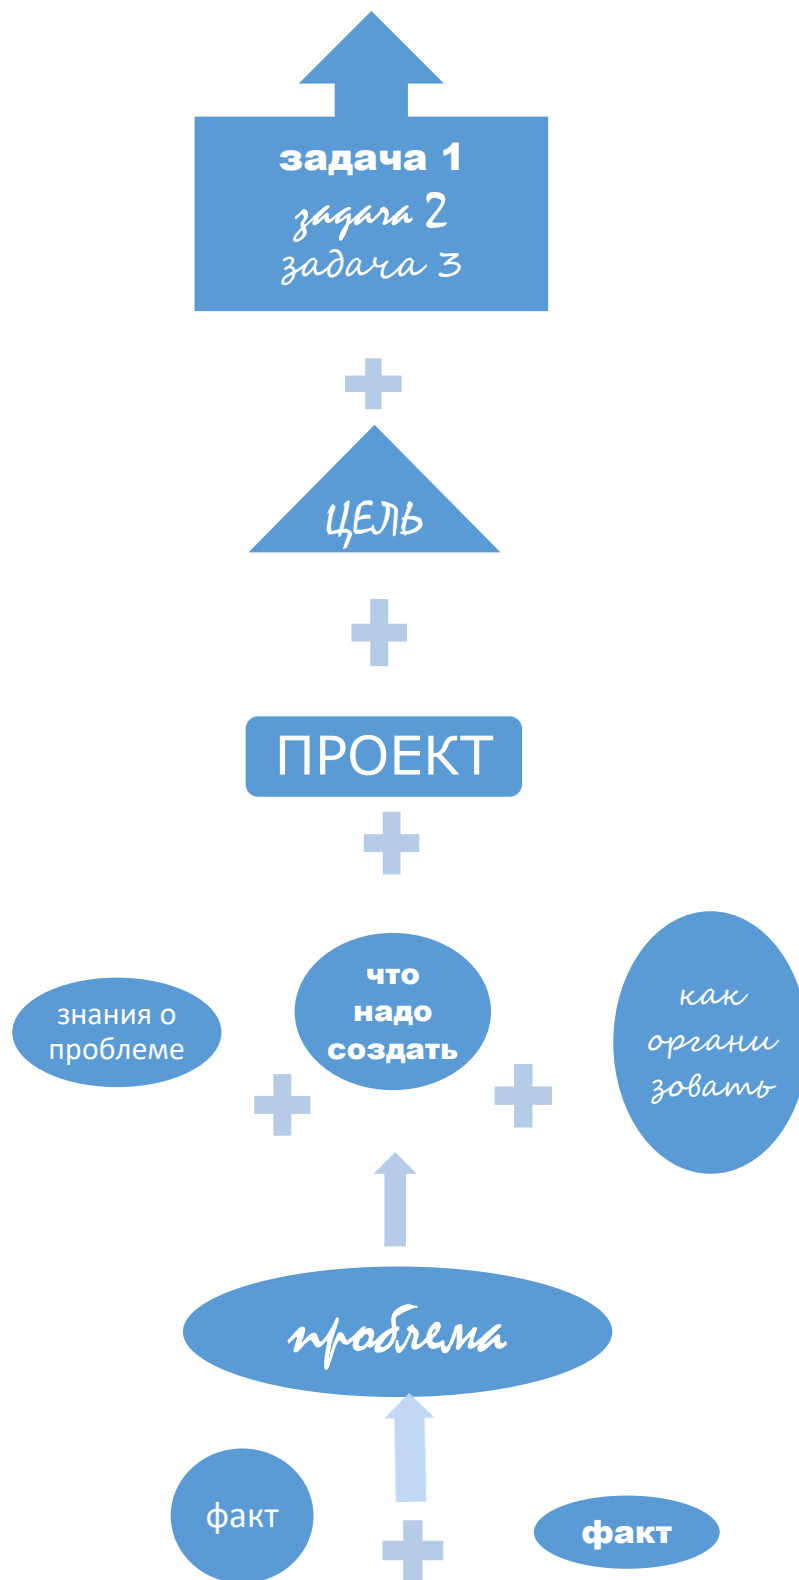 задача 1
задача 2
задача 3
ЦЕЛЬ
ПРОЕКТ
знания о
проблеме
что
надо
создать
как
органи
зовать
проблема
факт
факт